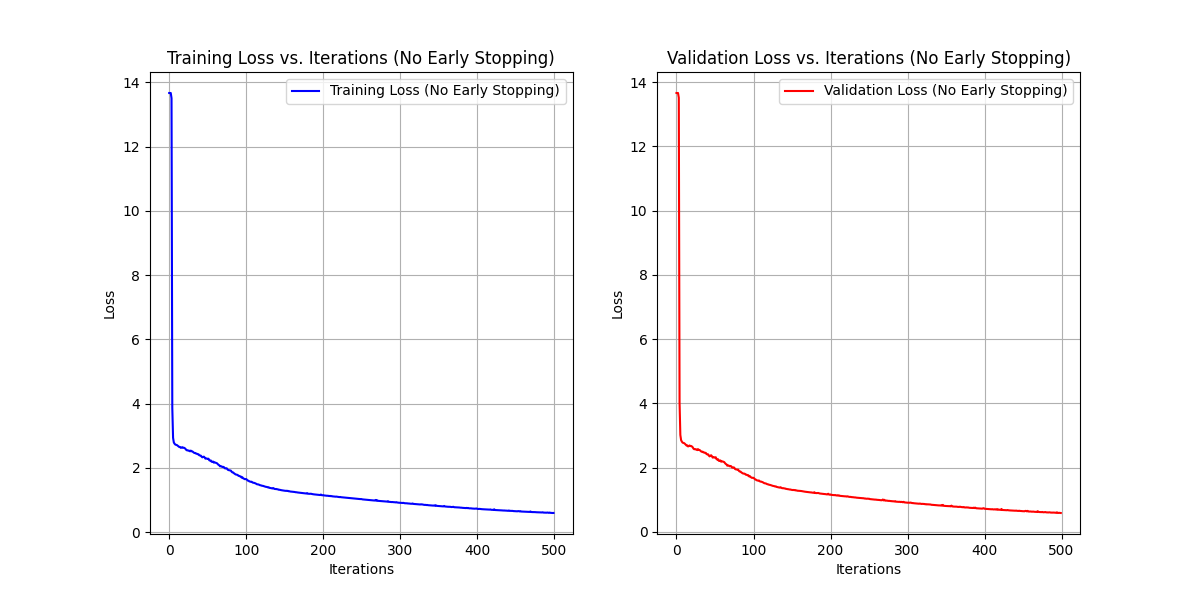 Training Loss vs. Iterations (No Early Stopping)
Training Loss (No Early Stopping)
14
12
10
8
6
4
2
0
Loss
0 100 200 300 400 500
Iterations
Validation Loss vs. Iterations (No Early Stopping)
Validation Loss (No Early Stopping)
14
12
10
8
6
4
2
0
Loss
0 100 200 300 400 500
Iterations